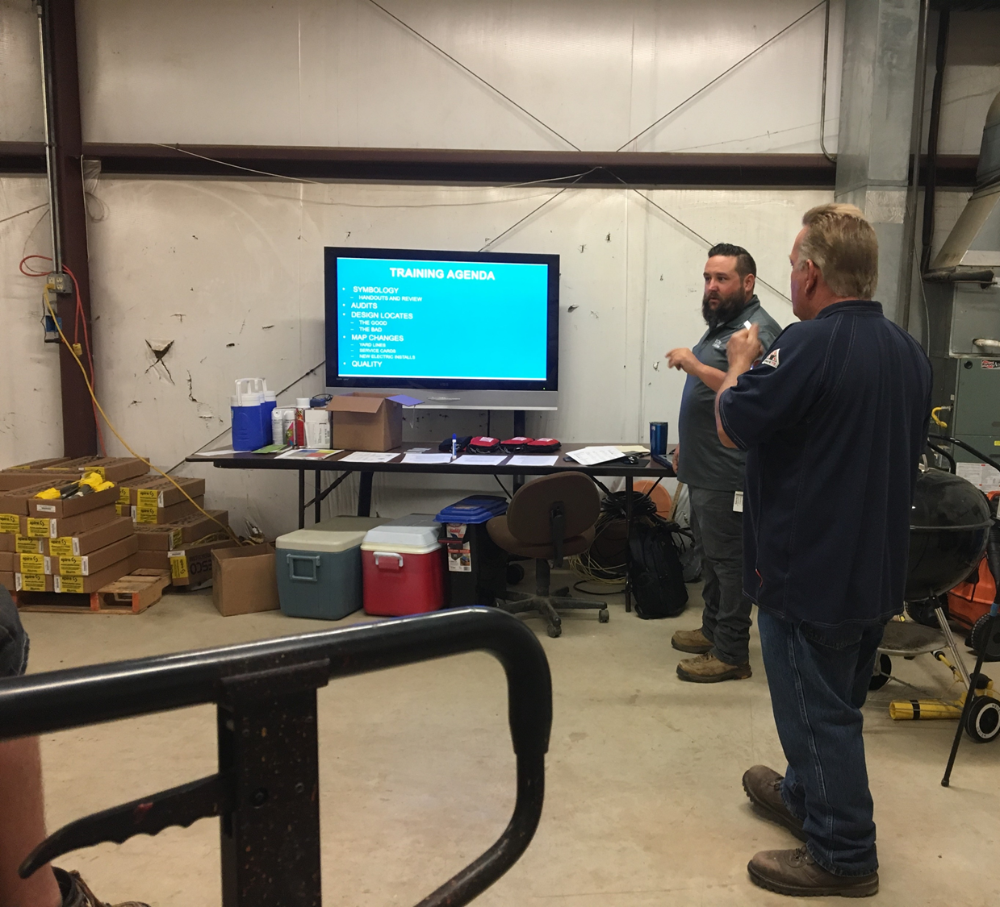 TRAINING AGENDA
• SYMBOLOGY
– HANDOUTS AND REVIEW
• AUDITS
• DESIGN LOCATES
– THE GOOD
– THE BAD
• MAP CHANGES
– YARD LINES
– SERVICE CARDS
– NEW ELECTRIC INSTALLS
• QUALITY